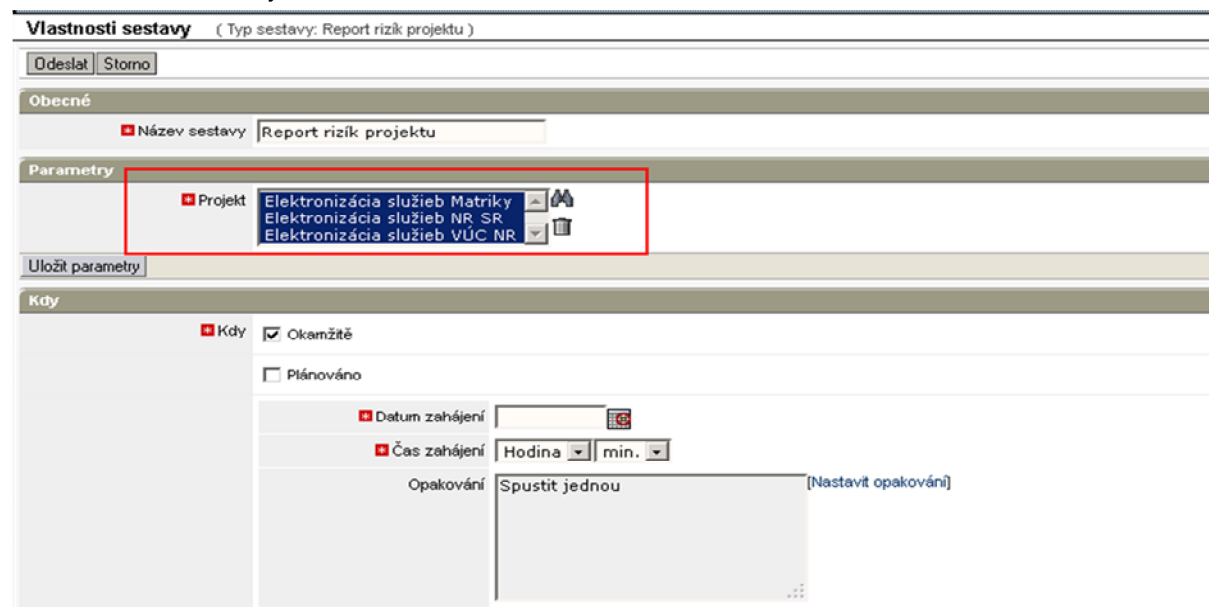 Vlastnosti sestavy ( Typ sestavy: Report rizík projektu )
Odeslat Storno
Obecné
Název sestavy Report rizík projektu
Parametry
Projekt Elektronizácia služieb Matriky
Elektronizácia služieb NR SR
Elektronizácia služieb VÚC NR
Uložit parametry
Kdy
Kdy Okamžitě
Plánováno
Datum zahájení
Čas zahájení Hodina min.
Opakování Spustit jednou [Nastavit opakování]